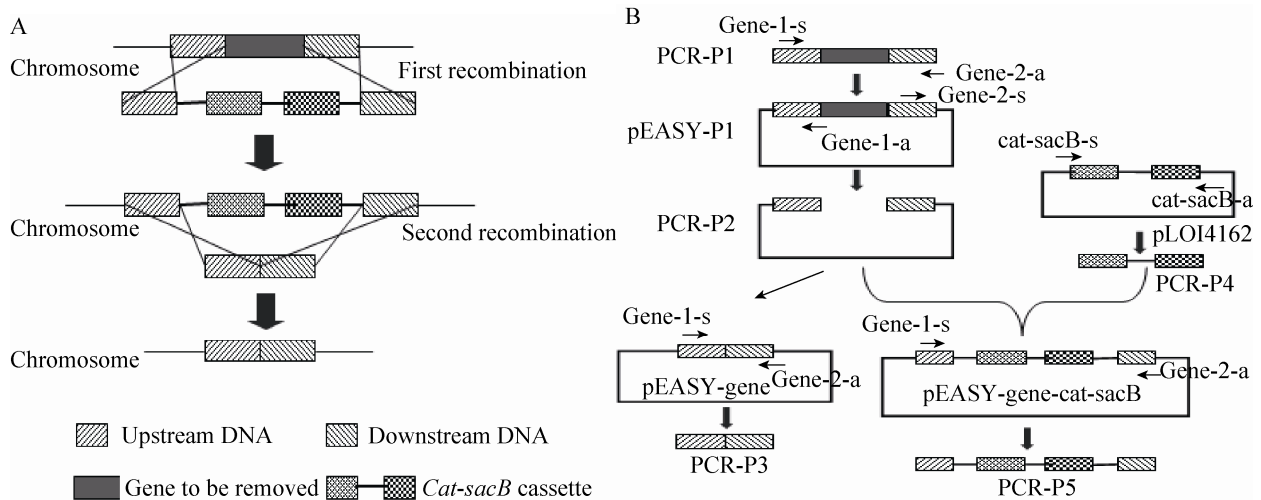 A
Chromosome
First recombination
Chromosome
Second recombination
Chromosome
Upstream DNA
Downstream DNA
Gene to be removed
Cat-sacB cassette
B
Gene-1-s
PCR-P1
Gene-2-a
Gene-2-s
pEASY-P1
Gene-1-a
cat-sacB-s
cat-sacB-a
pLOI4162
PCR-P2
PCR-P4
Gene-1-s
Gene-2-a
pEASY-gene
PCR-P3
Gene-1-s
Gene-2-a
pEASY-gene-cat-sacB
PCR-P5